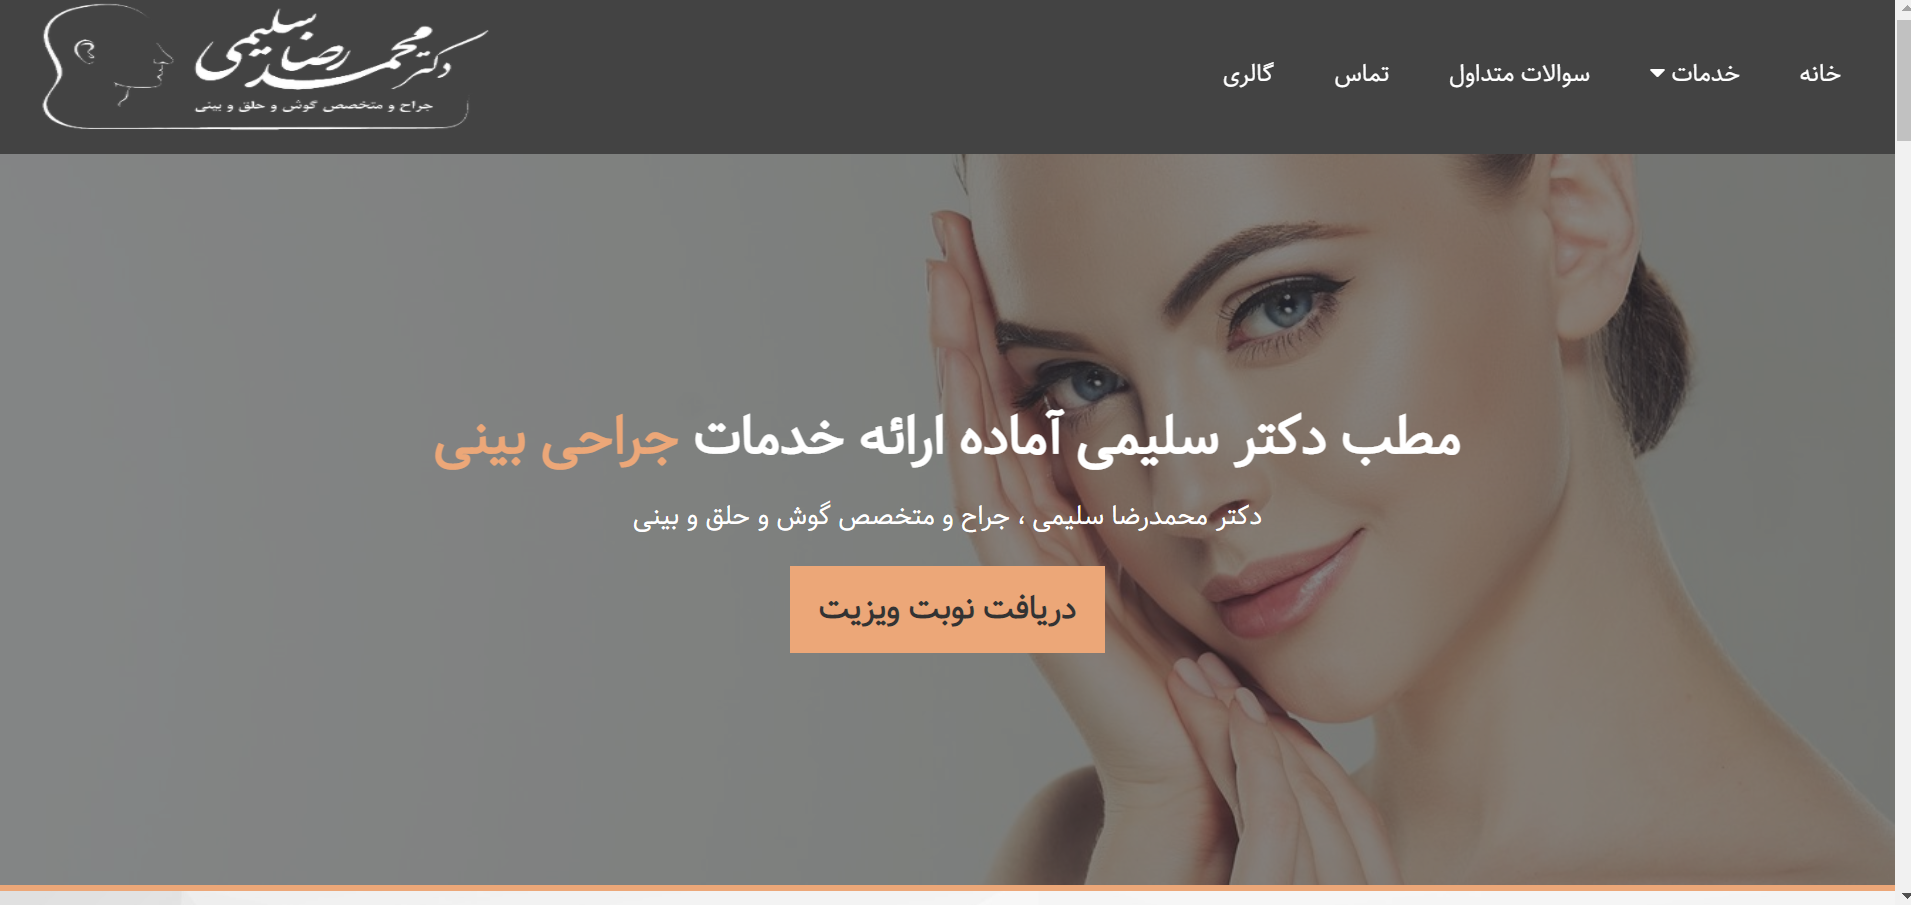 خانه
خدمات
سوالات متداول
تماس
گالری
دکتر محمدرضا سلیمی
جراح و متخصص گوش و حلق و بینی
مطب دکتر سلیمی آماده ارائه خدمات جراحی بینی
دکتر محمدرضا سلیمی ، جراح و متخصص گوش و حلق و بینی
دریافت نوبت ویزیت